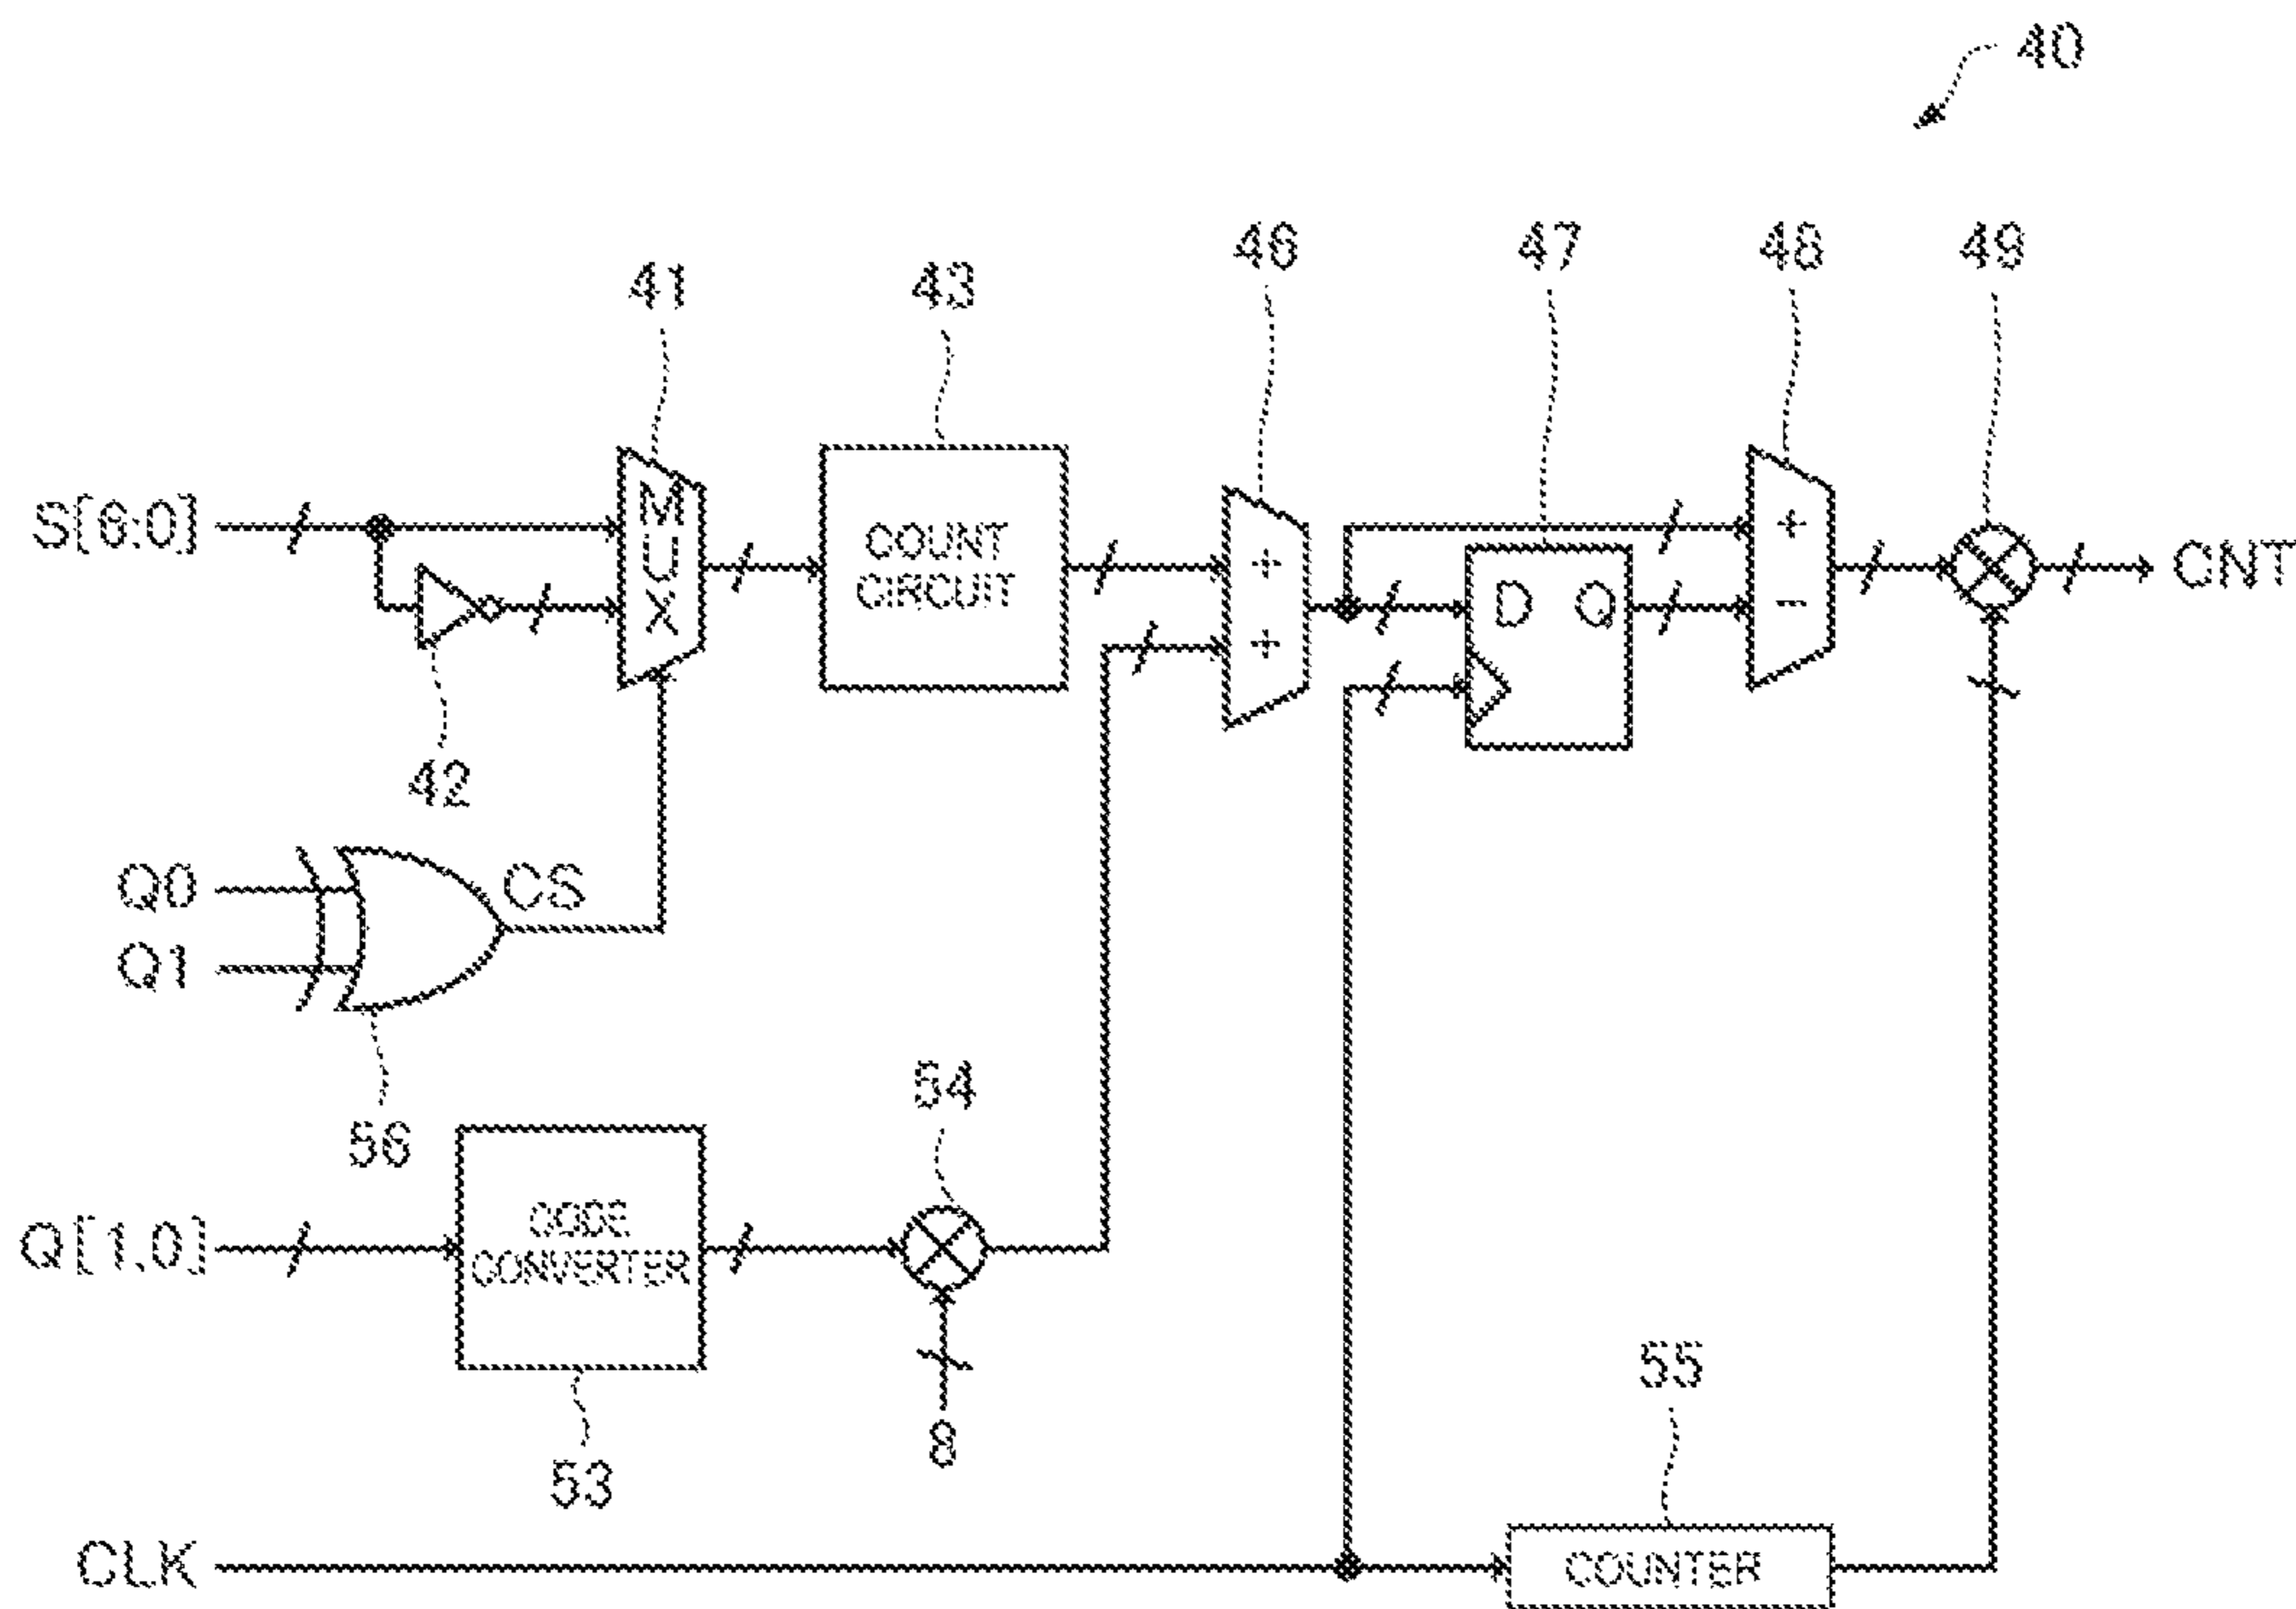 40
46
47
48
49
41
43
S[6:0]
MUX
COUNT
CIRCUIT
+
+
D Q
+
−
CNT
42
Q0
CS
Q1
56
54
Q[1,0]
CODE
CONVERTER
8
53
55
CLK
COUNTER